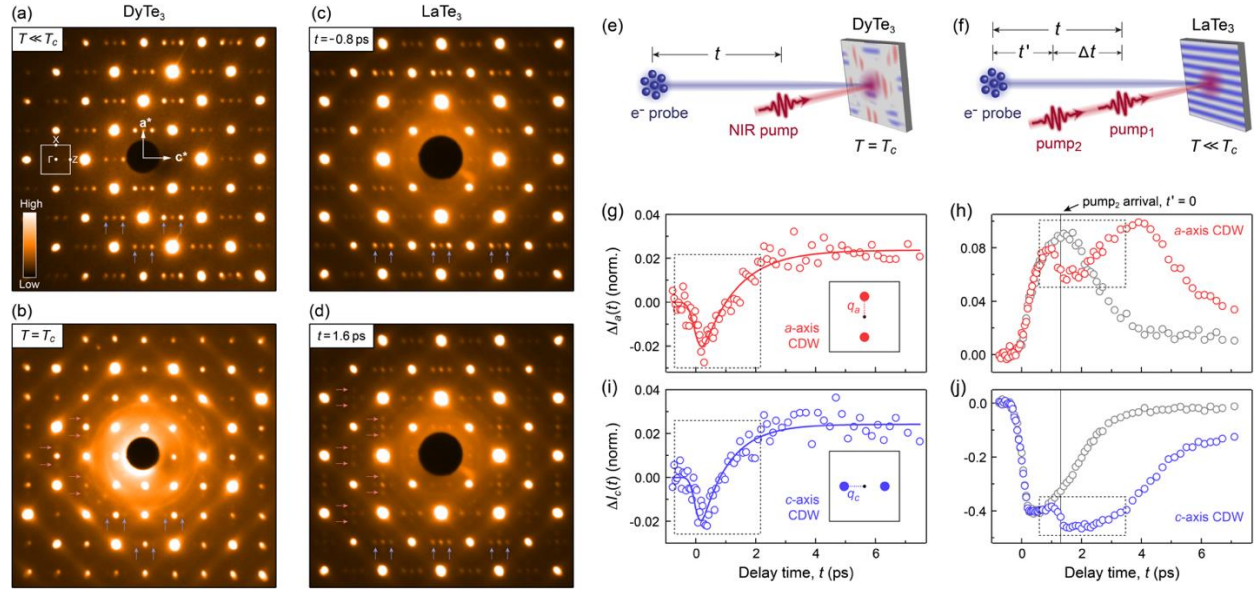 DyTe3
LaTe3
(a)
T ≪ Tc
X
Γ
Z
a*
c*
High
Low
(b)
T = Tc
(c)
t = −0.8 ps
(d)
t = 1.6 ps
(e)
DyTe3
t
e− probe
NIR pump
T = Tc
(f)
LaTe3
t
t'
Δt
e− probe
pump2
pump1
T ≪ Tc
(g)
ΔIa(t) (norm.)
0.04
0.02
0.00
-0.02
qa
a-axis
CDW
0 2 4 6
(h)
pump2 arrival, t' = 0
a-axis CDW
0.08
0.04
0.00
(i)
ΔIc(t) (norm.)
0.04
0.02
0.00
-0.02
qc
c-axis
CDW
0 2 4 6
Delay time, t (ps)
(j)
0.0
-0.2
-0.4
c-axis CDW
0 2 4 6
Delay time, t (ps)